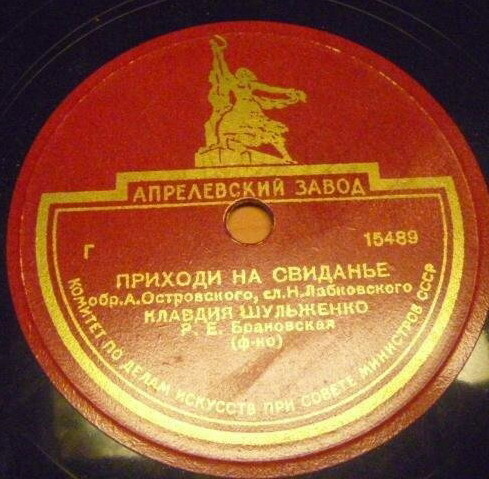 АПРЕЛЕВСКИЙ ЗАВОД
Г 15489
ПРИХОДИ НА СВИДАНЬЕ
обр. А. Островского, сл. Н. Лабковского
КЛАВДИЯ ШУЛЬЖЕНКО
Р. Е. Брановская
(ф-но)
КОМИТЕТ ПО ДЕЛАМ ИСКУССТВ ПРИ СОВЕТЕ МИНИСТРОВ СССР